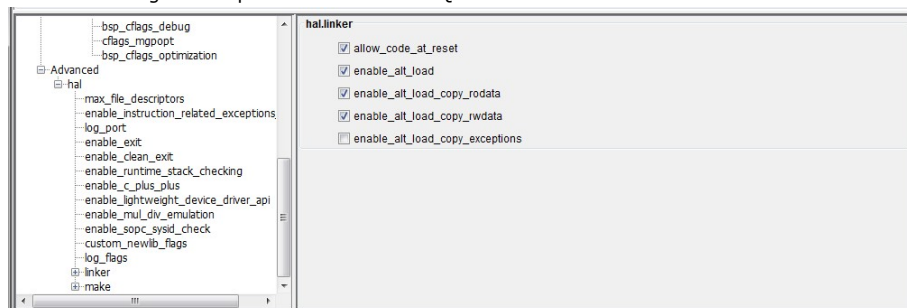 bsp_cflags_debug
cflags_mgpopt
bsp_cflags_optimization
Advanced
hal
max_file_descriptors
enable_instruction_related_exceptions_
log_port
enable_exit
enable_clean_exit
enable_runtime_stack_checking
enable_c_plus_plus
enable_lightweight_device_driver_api
enable_mul_div_emulation
enable_sopc_sysid_check
custom_newlib_flags
log_flags
linker
make
hal.linker
allow_code_at_reset
enable_alt_load
enable_alt_load_copy_rodata
enable_alt_load_copy_rwdata
enable_alt_load_copy_exceptions